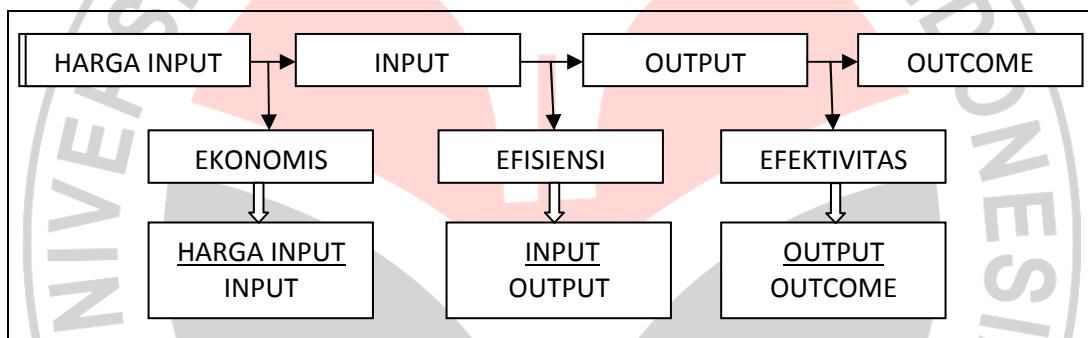 HARGA INPUT
INPUT
OUTPUT
OUTCOME
EKONOMIS
EFISIENSI
EFEKTIVITAS
HARGA INPUT
INPUT
INPUT
OUTPUT
OUTPUT
OUTCOME